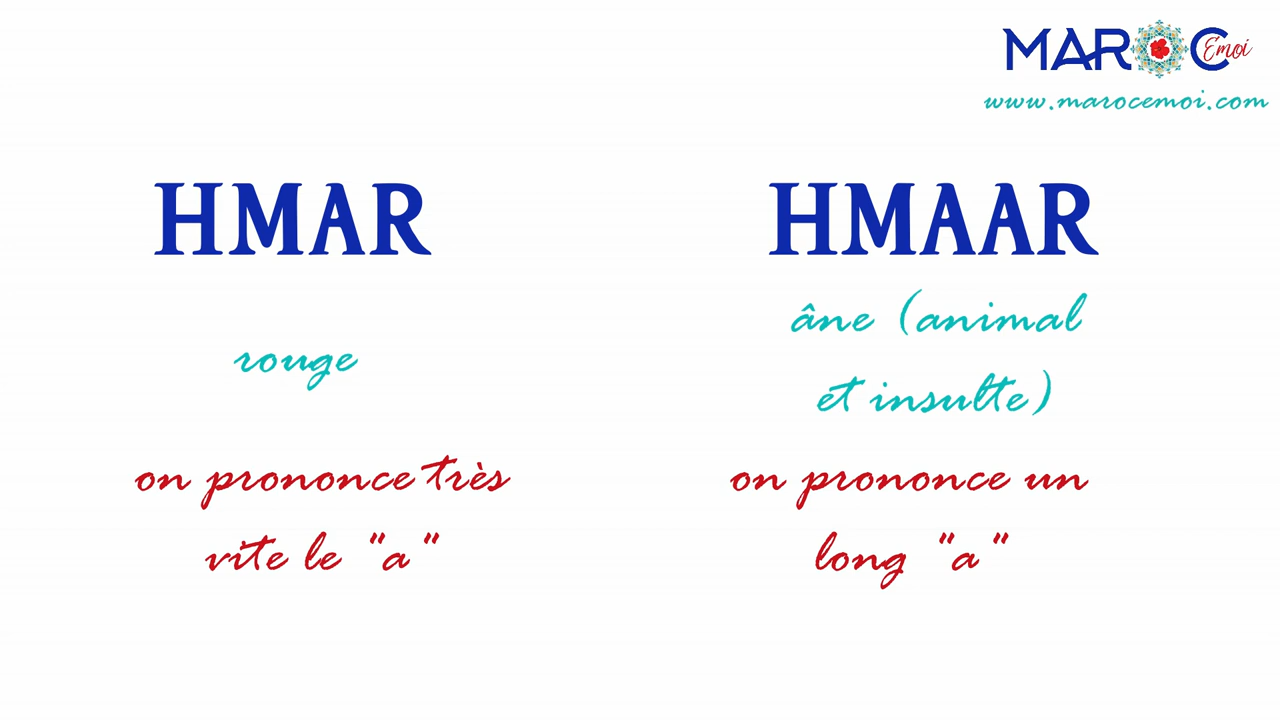 MAROC Emoi
www.marocemoi.com
HMAR
rouge
on prononce très
vite le "a"
HMAAR
âne (animal
et insulte)
on prononce un
long "a"